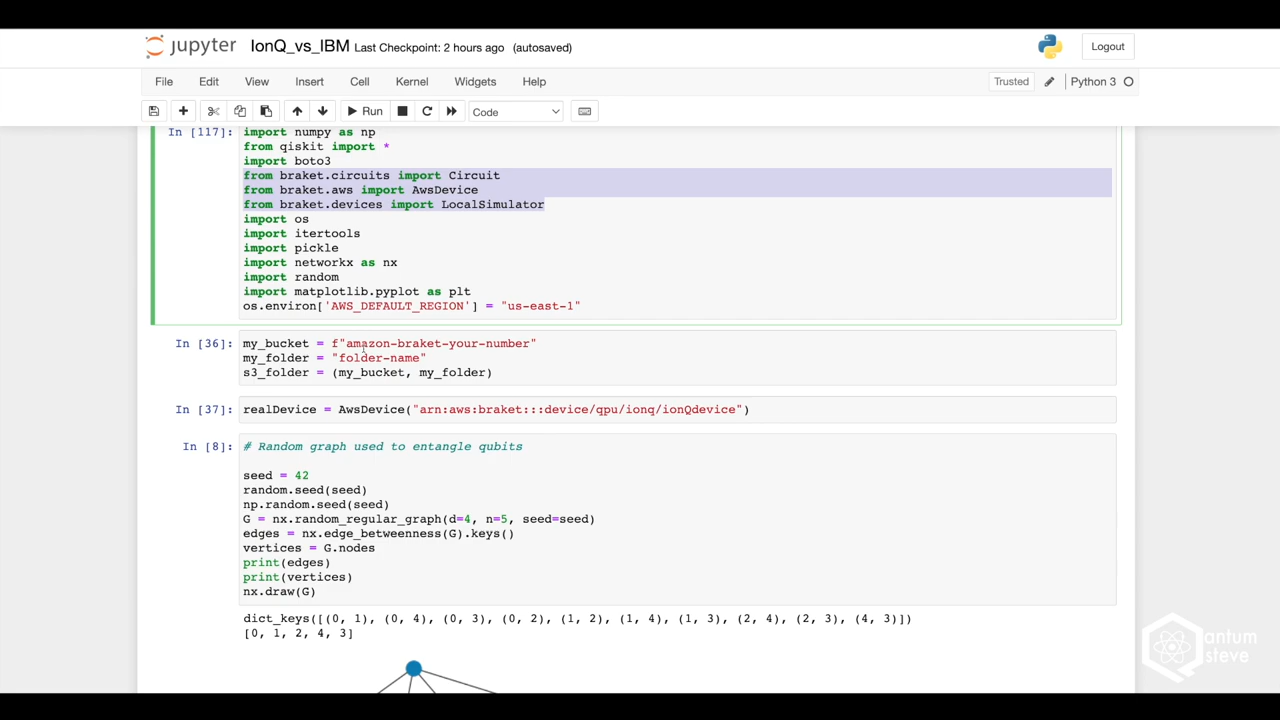 jupyter IonQ_vs_IBM Last Checkpoint: 2 hours ago (autosaved)
Logout
File Edit View Insert Cell Kernel Widgets Help
Trusted Python 3
Run Code
In [117]: import numpy as np
from qiskit import *
import boto3
from braket.circuits import Circuit
from braket.aws import AwsDevice
from braket.devices import LocalSimulator
import os
import itertools
import pickle
import networkx as nx
import random
import matplotlib.pyplot as plt
os.environ['AWS_DEFAULT_REGION'] = "us-east-1"
In [36]: my_bucket = f"amazon-braket-your-number"
my_folder = "folder-name"
s3_folder = (my_bucket, my_folder)
In [37]: realDevice = AwsDevice("arn:aws:braket:::device/qpu/ionq/ionQdevice")
In [8]: # Random graph used to entangle qubits
seed = 42
random.seed(seed)
np.random.seed(seed)
G = nx.random_regular_graph(d=4, n=5, seed=seed)
edges = nx.edge_betweenness(G).keys()
vertices = G.nodes
print(edges)
print(vertices)
nx.draw(G)
dict_keys([(0, 1), (0, 4), (0, 3), (0, 2), (1, 2), (1, 4), (1, 3), (2, 4), (2, 3), (4, 3)])
[0, 1, 2, 4, 3]
Qantum
steve